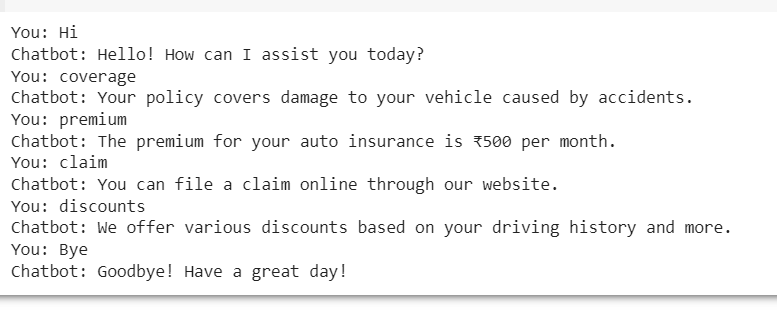 You: Hi
Chatbot: Hello! How can I assist you today?
You: coverage
Chatbot: Your policy covers damage to your vehicle caused by accidents.
You: premium
Chatbot: The premium for your auto insurance is ₹500 per month.
You: claim
Chatbot: You can file a claim online through our website.
You: discounts
Chatbot: We offer various discounts based on your driving history and more.
You: Bye
Chatbot: Goodbye! Have a great day!